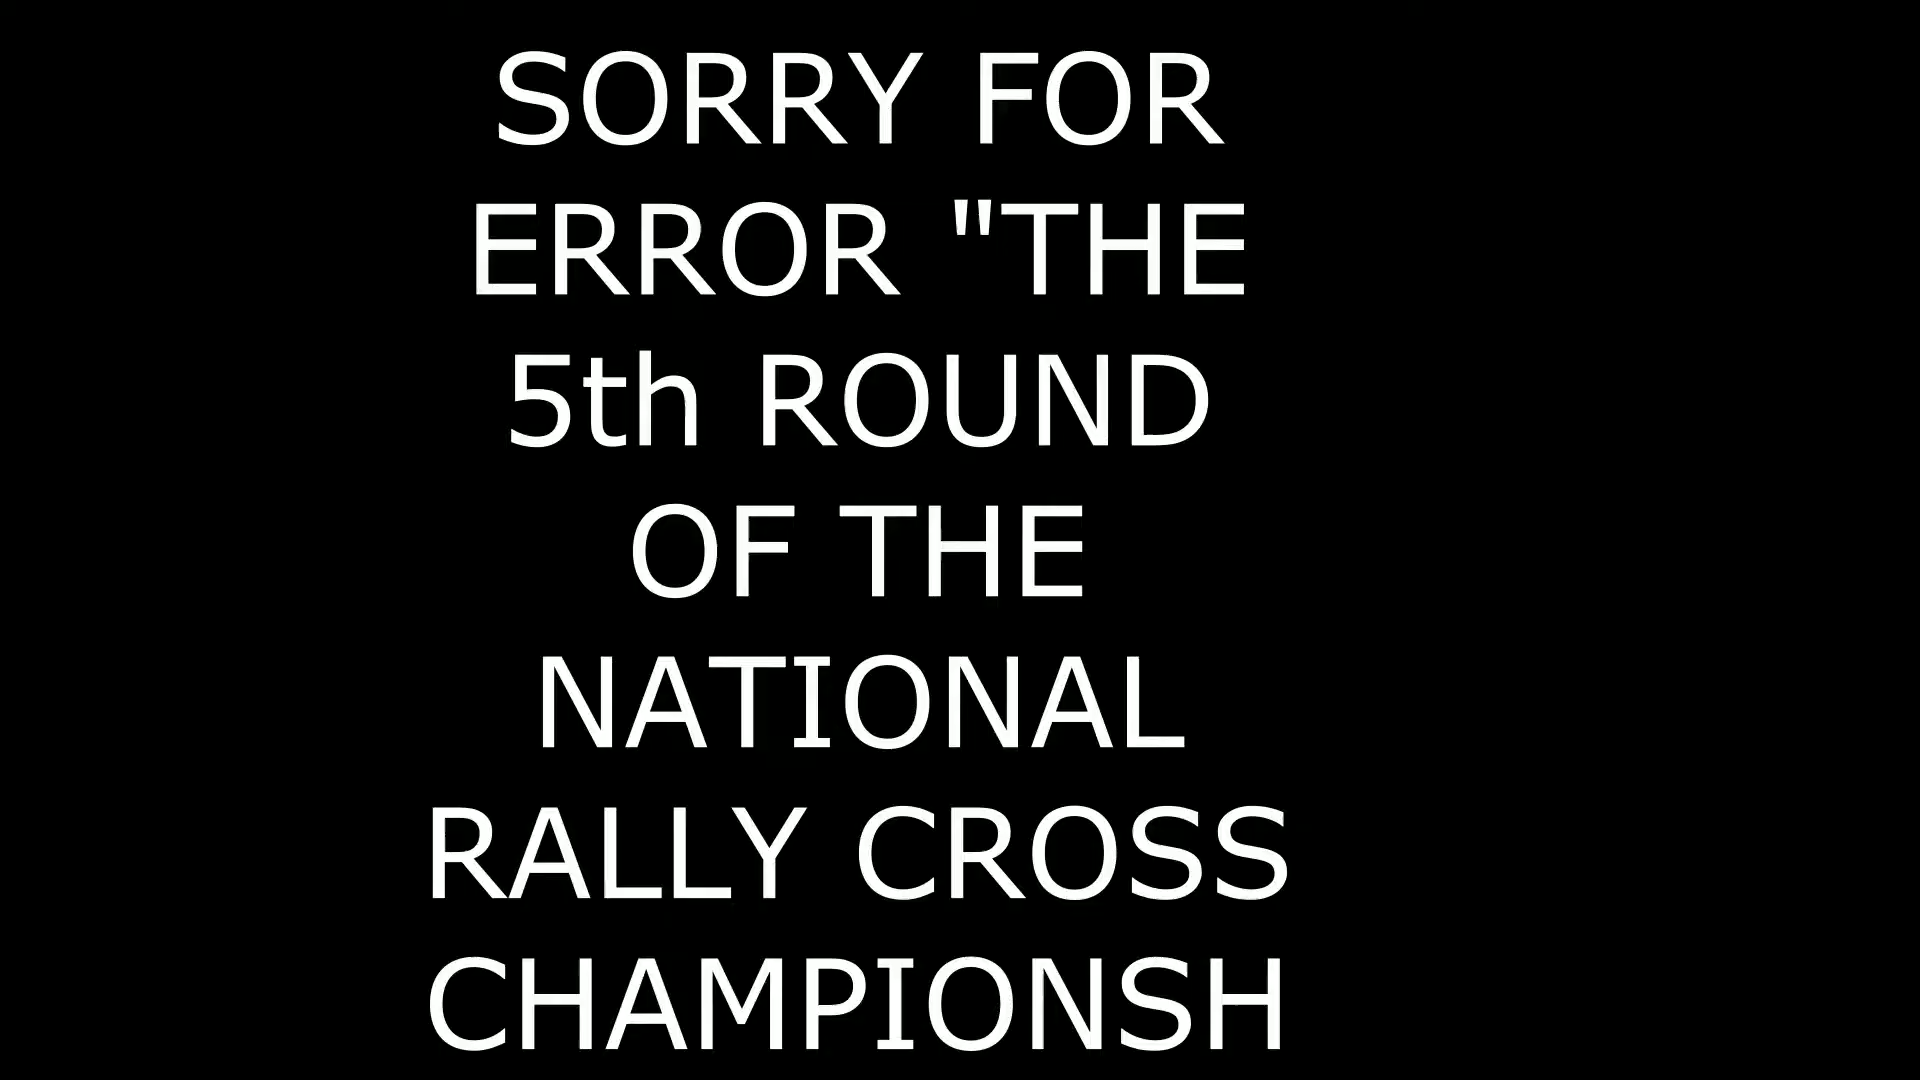 SORRY FOR
ERROR "THE
5th ROUND
OF THE
NATIONAL
RALLY CROSS
CHAMPIONSH